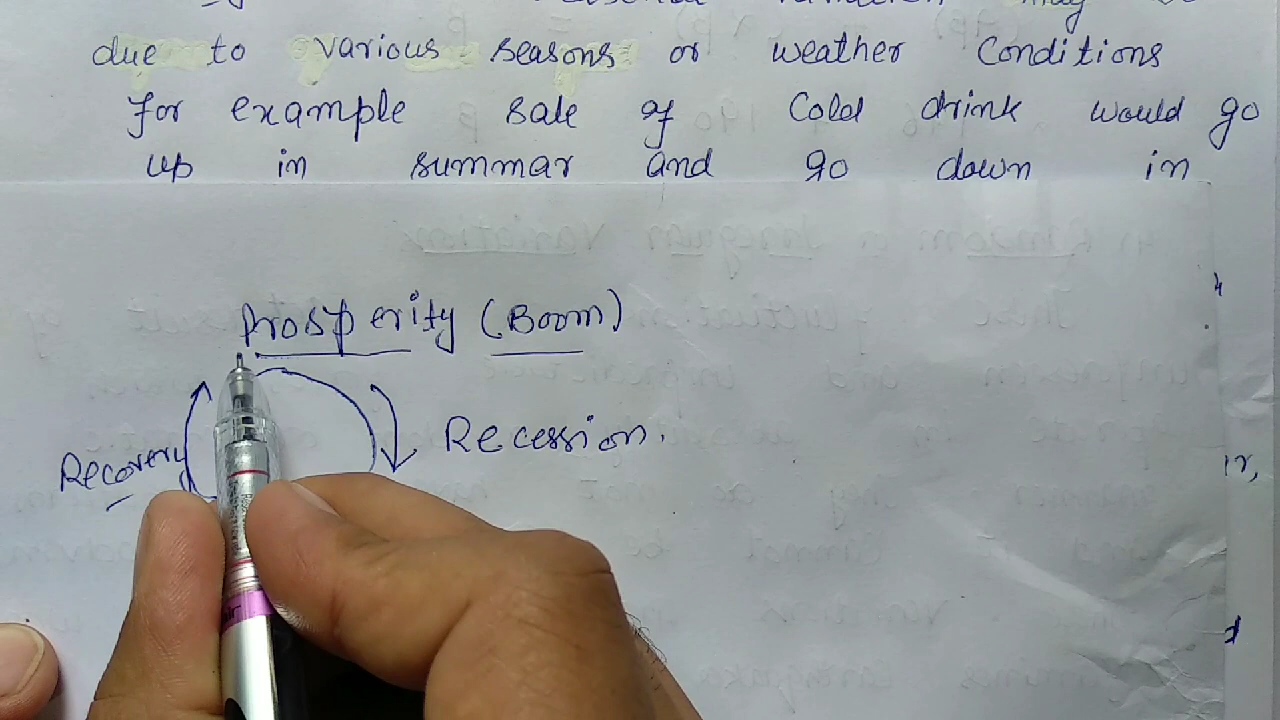 due to various seasons or weather Conditions
for example sale of Cold drink would go
up in summar and go down in
Prosperity (Boom)
Recession.
Recovery